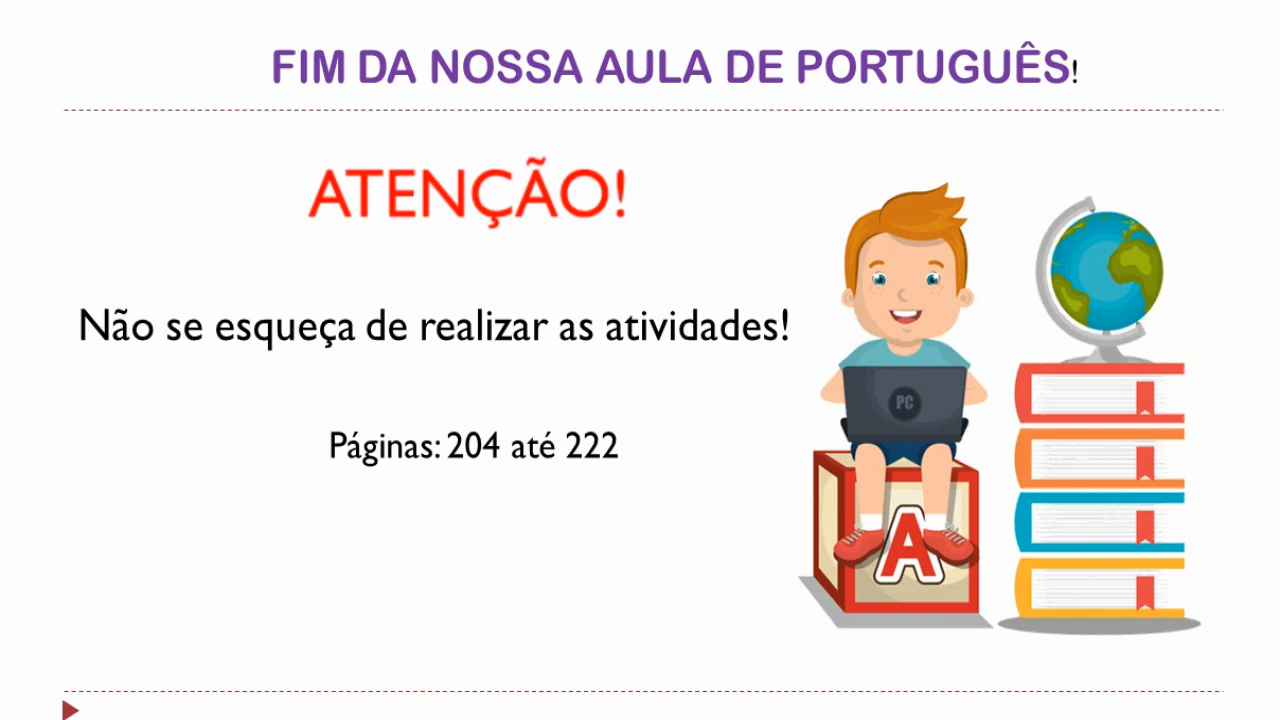 FIM DA NOSSA AULA DE PORTUGUÊS!
ATENÇÃO!
Não se esqueça de realizar as atividades!
Páginas: 204 até 222
PC
A